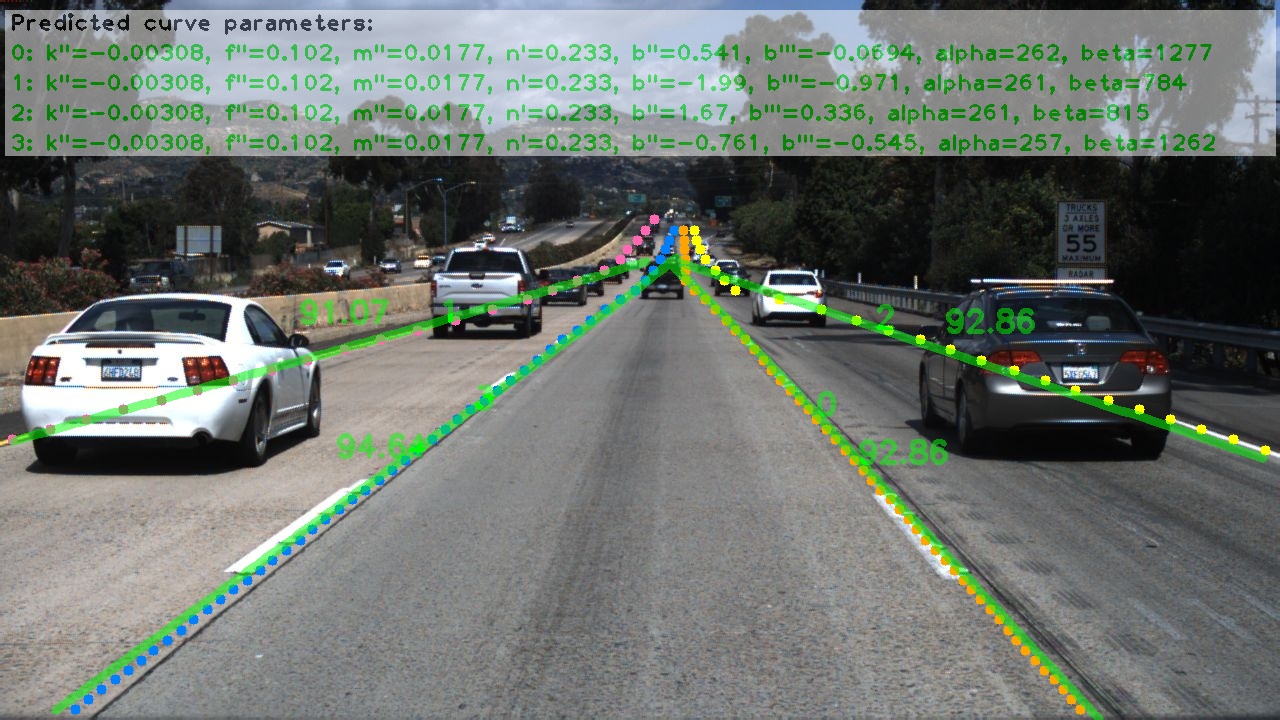 Predicted curve parameters:
0: k''=-0.00308, f''=0.102, m''=0.0177, n'=0.233, b''=0.541, b'''=-0.0694, alpha=262, beta=1277
1: k''=-0.00308, f''=0.102, m''=0.0177, n'=0.233, b''=-1.99, b'''=-0.971, alpha=261, beta=784
2: k''=-0.00308, f''=0.102, m''=0.0177, n'=0.233, b''=1.67, b'''=0.336, alpha=261, beta=815
3: k''=-0.00308, f''=0.102, m''=0.0177, n'=0.233, b''=-0.761, b'''=-0.545, alpha=257, beta=1262
TRUCKS
3 AXLES
OR MORE
55
MAXIMUM
RADAR
91.07
1
2
92.86
0
94.64
92.86